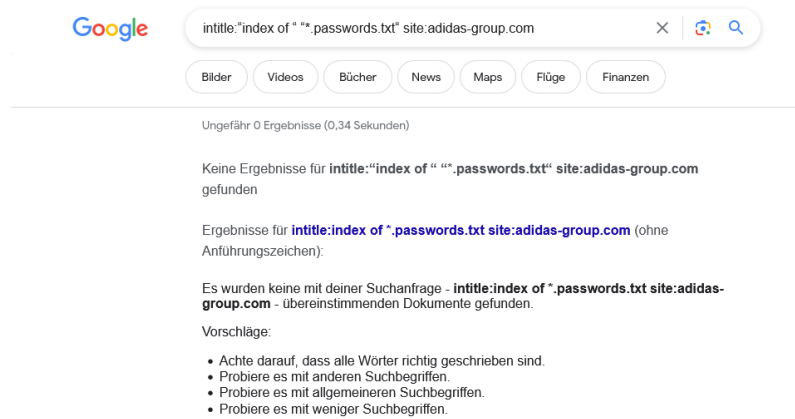 Google
intitle:“index of “ “*.passwords.txt“ site:adidas-group.com
Bilder Videos Bücher News Maps Flüge Finanzen
Ungefähr 0 Ergebnisse (0,34 Sekunden)
Keine Ergebnisse für intitle:“index of “ “*.passwords.txt“ site:adidas-group.com
gefunden
Ergebnisse für intitle:index of *.passwords.txt site:adidas-group.com (ohne
Anführungszeichen):
Es wurden keine mit deiner Suchanfrage - intitle:index of *.passwords.txt site:adidas-
group.com - übereinstimmenden Dokumente gefunden.
Vorschläge:
• Achte darauf, dass alle Wörter richtig geschrieben sind.
• Probiere es mit anderen Suchbegriffen.
• Probiere es mit allgemeineren Suchbegriffen.
• Probiere es mit weniger Suchbegriffen.